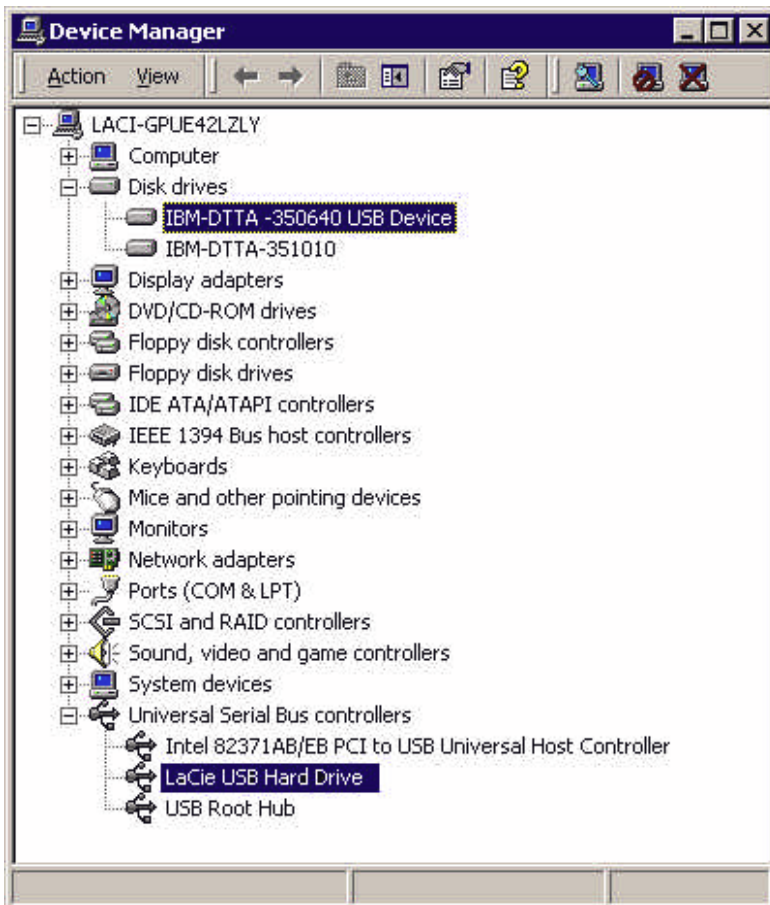 Device Manager
Action View
LACI-GPUE42LZLY
Computer
Disk drives
IBM-DTTA -350640 USB Device
IBM-DTTA-351010
Display adapters
DVD/CD-ROM drives
Floppy disk controllers
Floppy disk drives
IDE ATA/ATAPI controllers
IEEE 1394 Bus host controllers
Keyboards
Mice and other pointing devices
Monitors
Network adapters
Ports (COM & LPT)
SCSI and RAID controllers
Sound, video and game controllers
System devices
Universal Serial Bus controllers
Intel 82371AB/EB PCI to USB Universal Host Controller
LaCie USB Hard Drive
USB Root Hub